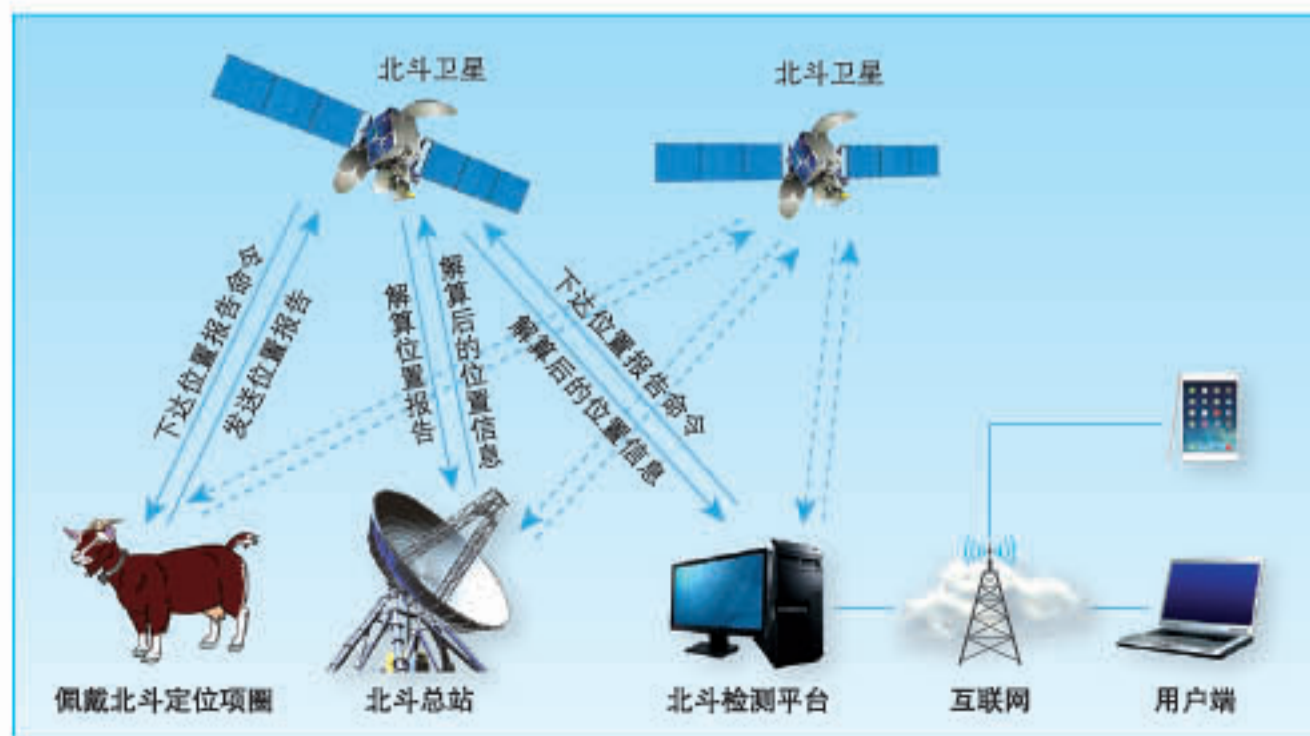 北斗卫星
北斗卫星
下达位置报告命令
发送位置报告
解算位置报告
解算后的位置信息
下达位置报告命令
解算后的位置信息
佩戴北斗定位项圈
北斗总站
北斗检测平台
互联网
用户端